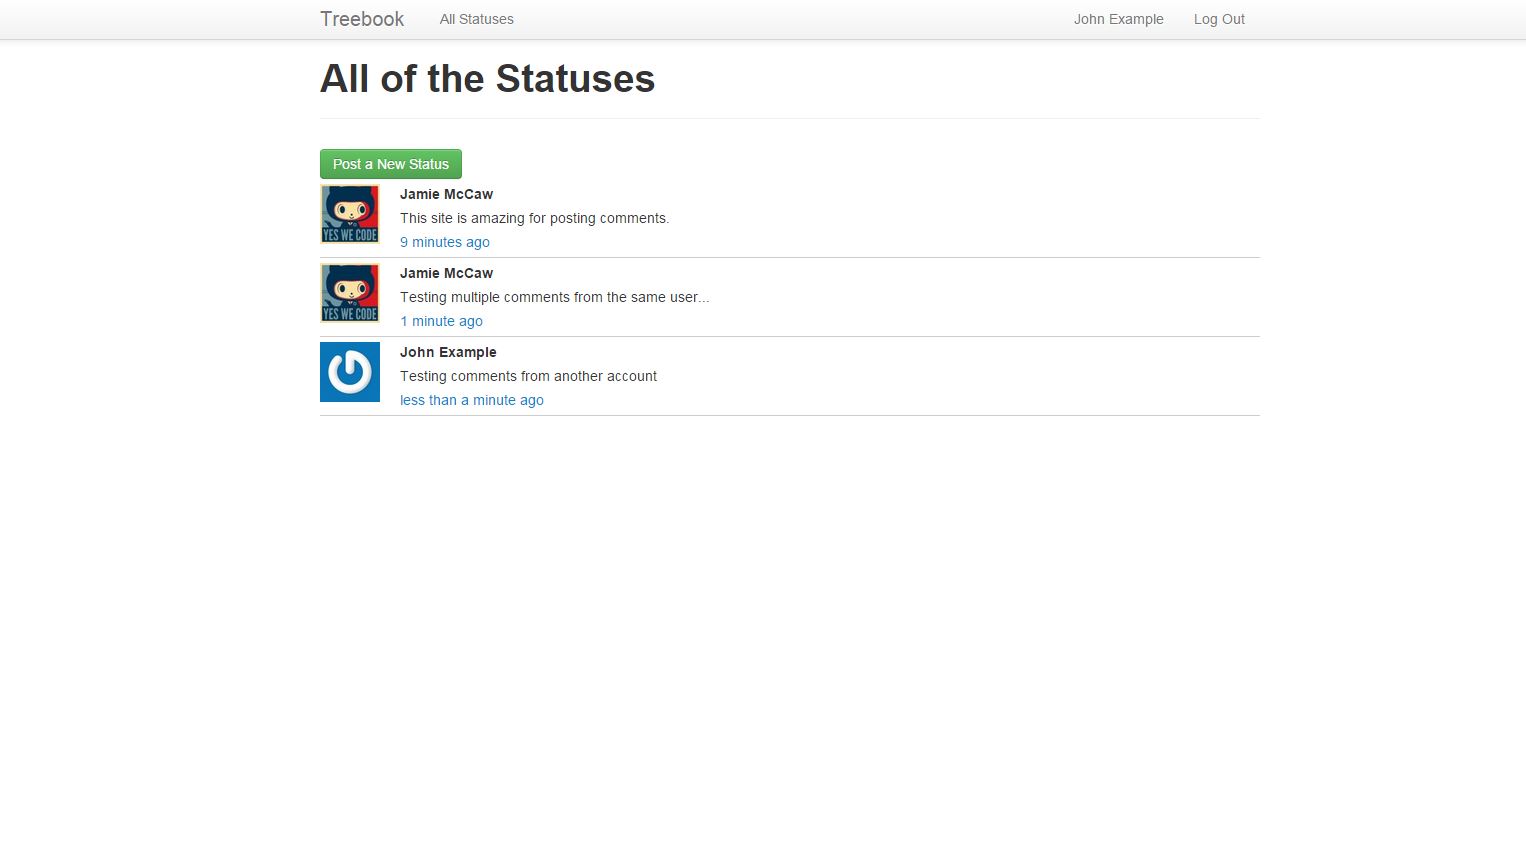 Treebook
All Statuses
John Example
Log Out
All of the Statuses
Post a New Status
YES WE CODE
Jamie McCaw
This site is amazing for posting comments.
9 minutes ago
YES WE CODE
Jamie McCaw
Testing multiple comments from the same user...
1 minute ago
John Example
Testing comments from another account
less than a minute ago